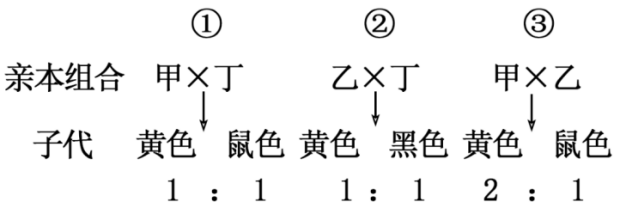 ① ② ③
亲本组合 甲×丁 乙×丁 甲×乙
子代 黄色 鼠色 黄色 黑色 黄色 鼠色
1 : 1 1 : 1 2 : 1